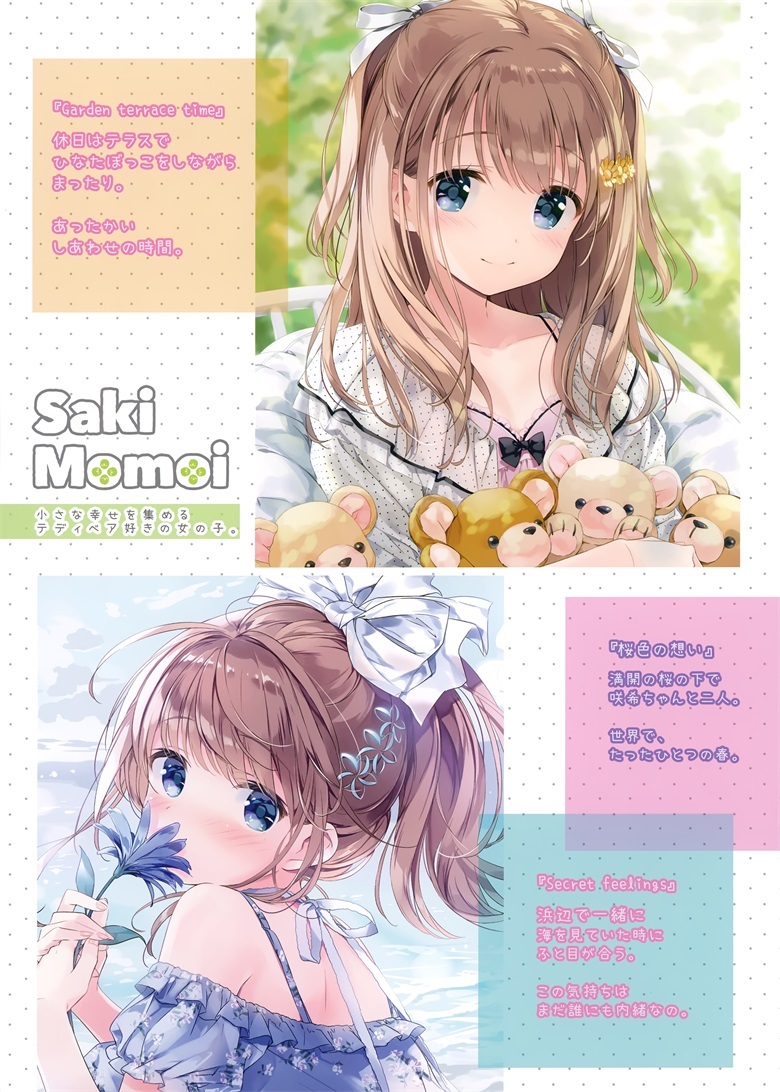 『Garden terrace time』
休日はテラスで
ひなたぼっこをしながら
まったり。
あったかい
しあわせの時間。
Saki
Momoi
小さな幸せを集める、
テディベア好きの女の子。
『桜色の想い』
満開の桜の下で
咲希ちゃんと二人。
世界で、
たったひとつの春。
『Secret feelings』
浜辺で一緒に
海を見ていた時に
ふと目が合う。
この気持ちは
まだ誰にも内緒なの。